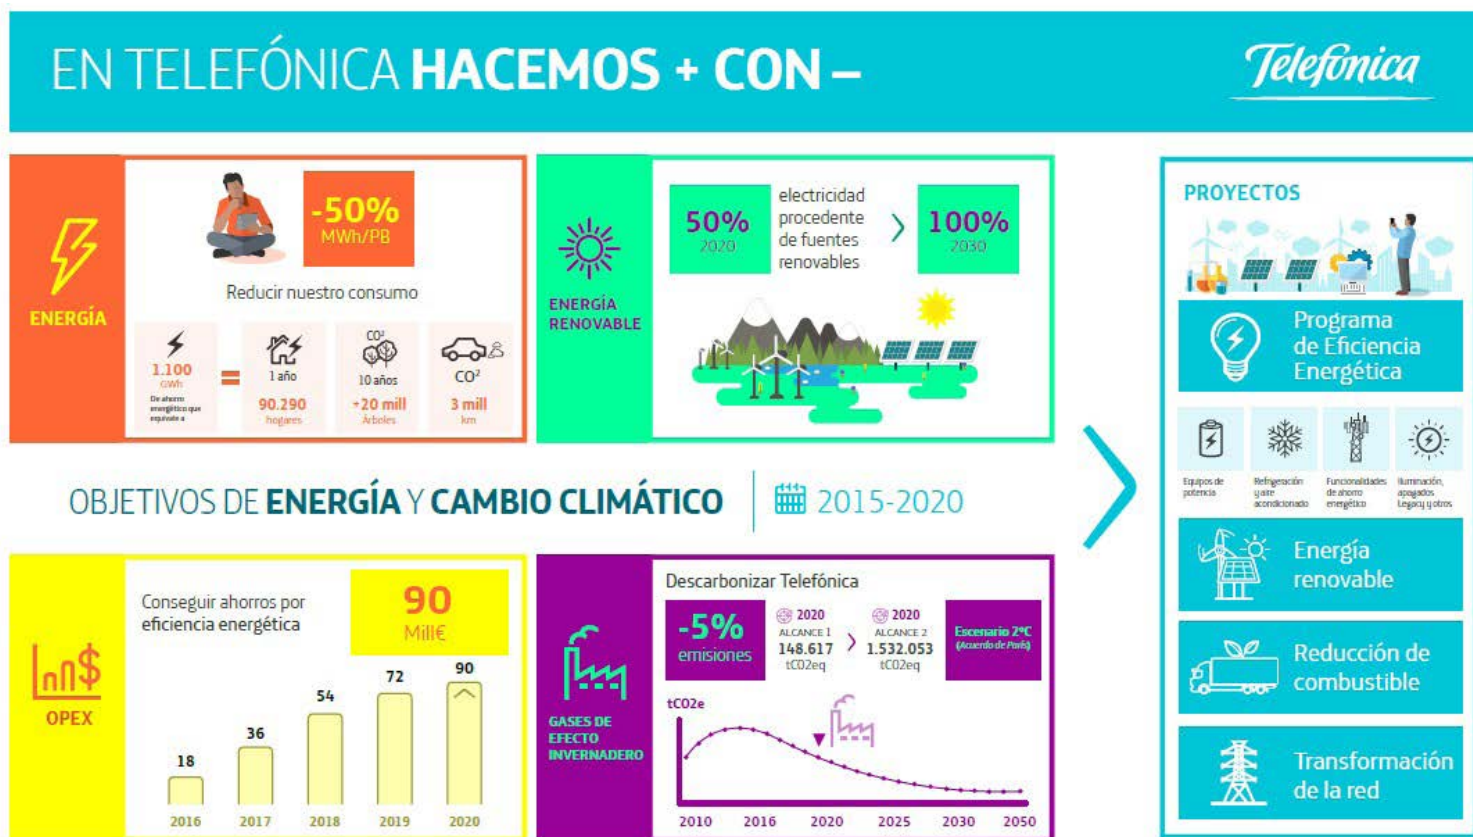 EN TELEFÓNICA HACEMOS + CON –
Telefónica
ENERGÍA
-50%
MWh/PB
Reducir nuestro consumo
1.100
GWh
De ahorro
energético que
equivale a
=
1 año
90.290
hogares
CO²
10 años
+20 mill
Árboles
CO²
3 mill
km
ENERGÍA
RENOVABLE
50%
2020
electricidad
procedente
de fuentes
renovables
100%
2030
OBJETIVOS DE ENERGÍA Y CAMBIO CLIMÁTICO
2015-2020
OPEX
Conseguir ahorros por
eficiencia energética
90
Mill€
18
36
54
72
90
2016
2017
2018
2019
2020
GASES DE
EFECTO
INVERNADERO
Descarbonizar Telefónica
-5%
emisiones
2020
ALCANCE 1
148.617
tCO2eq
2020
ALCANCE 2
1.532.053
tCO2eq
Escenario 2ºC
(Acuerdo de París)
tCO2e
2010
2016
2020
2025
2030
2050
PROYECTOS
Programa
de Eficiencia
Energética
Equipos de
potencia
Refrigeración
y aire
acondicionado
Funcionalidades
de ahorro
energético
Iluminación,
apagados
Legacy y otros
Energía
renovable
Reducción de
combustible
Transformación
de la red